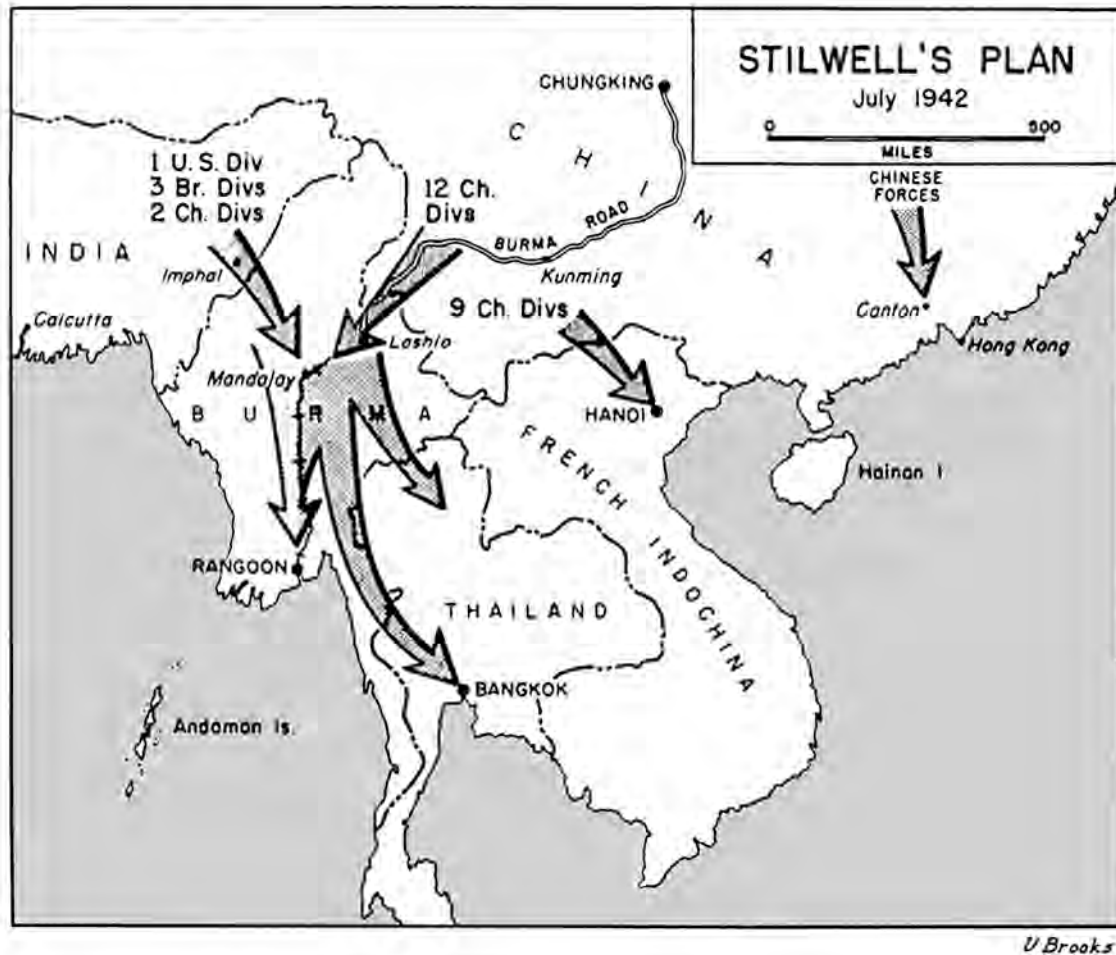 STILWELL'S PLAN
July 1942
0 500
MILES
CHUNGKING
CHINA
1 U.S. Div
3 Br. Divs
2 Ch. Divs
12 Ch.
Divs
CHINESE
FORCES
BURMA ROAD
INDIA
Imphal
Kunming
9 Ch. Divs
Canton
Calcutta
Lashio
Hong Kong
Mandalay
BURMA
HANOI
FRENCH INDOCHINA
Hainan I
RANGOON
THAILAND
BANGKOK
Andaman Is.
U Brooks